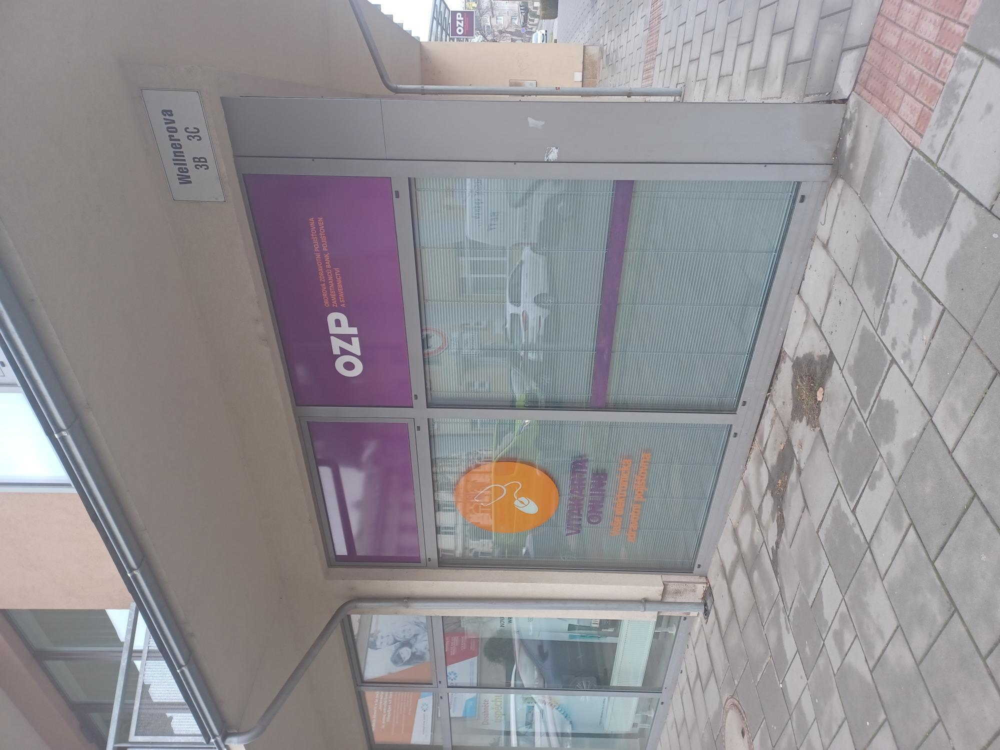 Wellnerova
3B 3C
OZP
OBOROVÁ ZDRAVOTNÍ POJIŠŤOVNA
ZAMĚSTNANCŮ BANK, POJIŠŤOVEN
A STAVEBNICTVÍ
VITAKARTA
ONLINE
Vaše elektronická
zdravotní pojišťovna
OZP
Dosáhněte
úspěchu